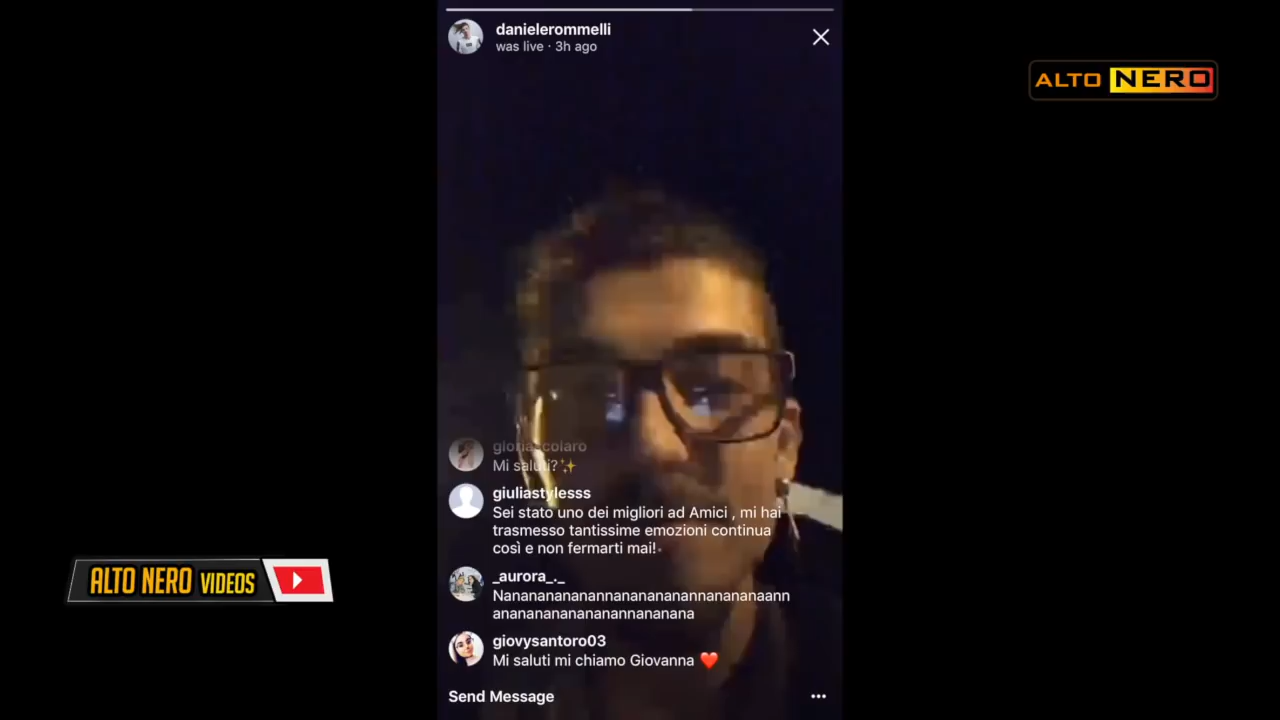 danielerommelli
was live · 3h ago
ALTO NERO
gloriascolaro
Mi saluti?✨
giuliastylesss
Sei stato uno dei migliori ad Amici , mi hai
trasmesso tantissime emozioni continua
così e non fermarti mai!
ALTO NERO VIDEOS
_aurora_._
Nanananananannananananannanananaann
anananananananannananana
giovysantoro03
Mi saluti mi chiamo Giovanna ❤️
Send Message